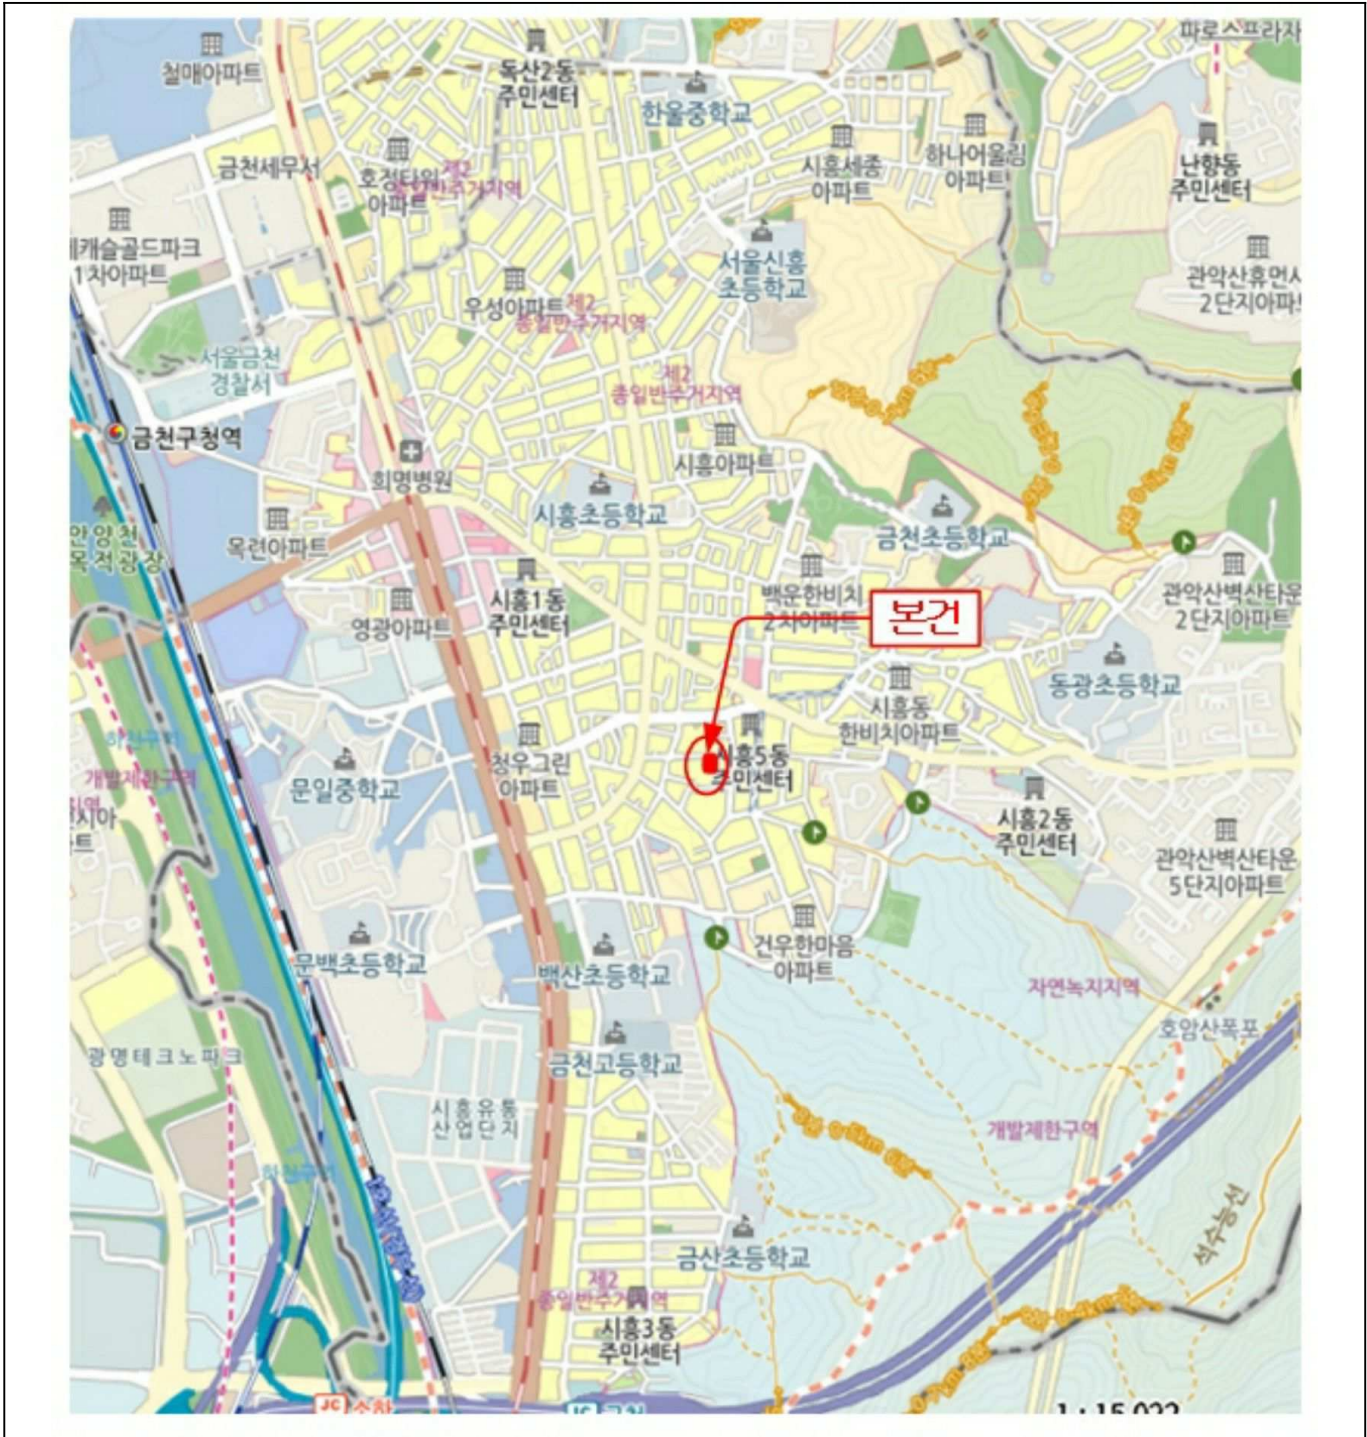 파로스프라자
철매아파트
독산2동
주민센터
한울중학교
금천세무서
호정타워
아파트
제2
종일반주거지역
시흥세종
아파트
하나어울림
아파트
난향동
주민센터
캐슬골드파크
1차아파트
서울신흥
초등학교
관악산휴먼시
2단지아파트
우성아파트
제2
종일반주거지역
서울금천
경찰서
제2
종일반주거지역
금천구청역
시흥아파트
희명병원
시흥초등학교
금천초등학교
안양천
목적광장
목련아파트
백운한비치
2차아파트
본건
관악산벽산타운
2단지아파트
시흥1동
주민센터
영광아파트
동광초등학교
시흥동
한비치아파트
하천구역
개발제한구역
문일중학교
청우그린
아파트
시흥5동
주민센터
시흥2동
주민센터
관악산벽산타운
5단지아파트
문백초등학교
백산초등학교
건우한마음
아파트
자연녹지지역
호암산폭포
광명테크노파크
금천고등학교
시흥유통
산업단지
개발제한구역
하천구역
석수능선
금산초등학교
제2
종일반주거지역
시흥3동
주민센터
JC 소하
JC 금천
1 : 15,022